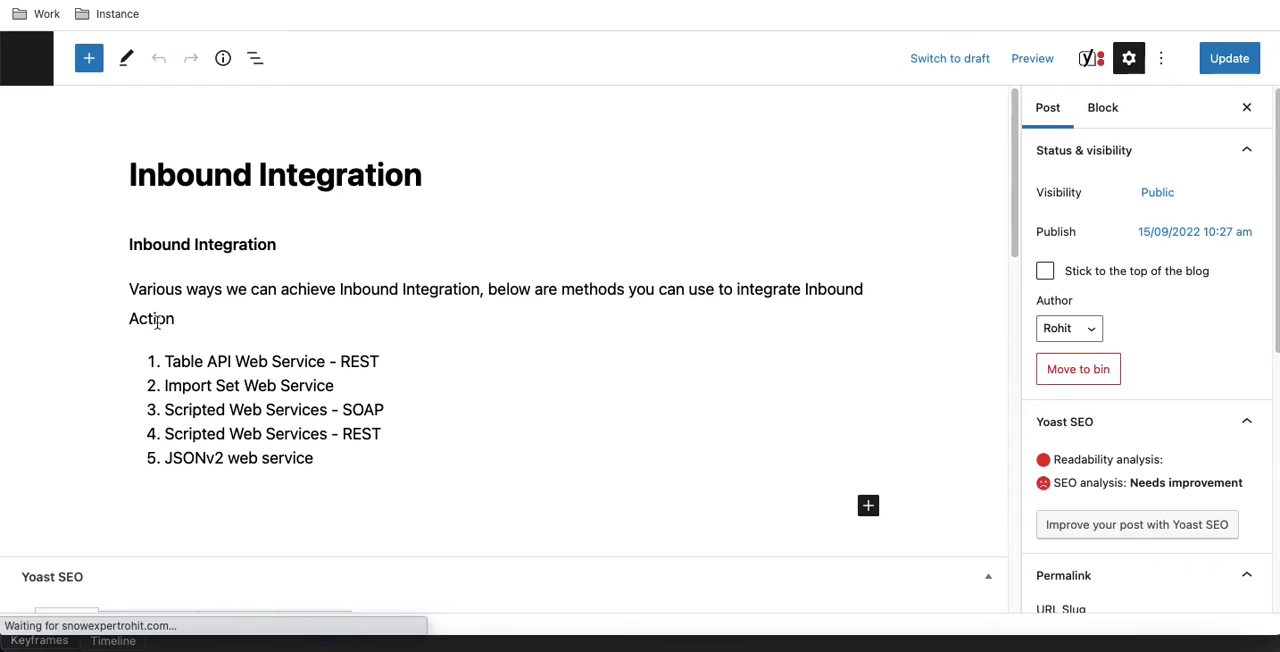 Work Instance
Switch to draft Preview Update
Post Block
Inbound Integration
Inbound Integration
Various ways we can achieve Inbound Integration, below are methods you can use to integrate Inbound
Action
1. Table API Web Service - REST
2. Import Set Web Service
3. Scripted Web Services - SOAP
4. Scripted Web Services - REST
5. JSONv2 web service
Yoast SEO
Status & visibility
Visibility Public
Publish 15/09/2022 10:27 am
Stick to the top of the blog
Author
Rohit
Move to bin
Yoast SEO
Readability analysis:
SEO analysis: Needs improvement
Improve your post with Yoast SEO
Permalink
URL Slug
Waiting for snowexpertrohit.com...
Keyframes Timeline